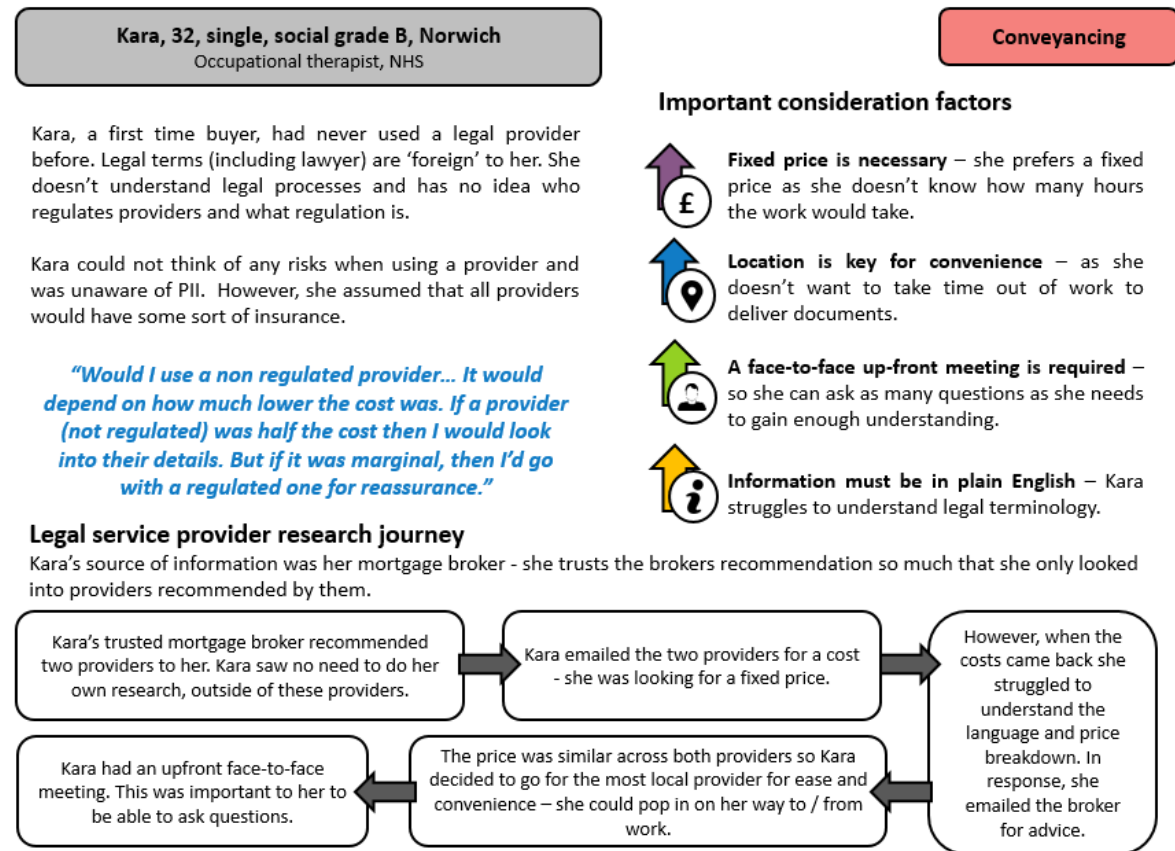 Kara, 32, single, social grade B, Norwich
Occupational therapist, NHS
Conveyancing
Kara, a first time buyer, had never used a legal provider
before. Legal terms (including lawyer) are ‘foreign’ to her. She
doesn’t understand legal processes and has no idea who
regulates providers and what regulation is.
Kara could not think of any risks when using a provider and
was unaware of PII. However, she assumed that all providers
would have some sort of insurance.
“Would I use a non regulated provider... It would
depend on how much lower the cost was. If a provider
(not regulated) was half the cost then I would look
into their details. But if it was marginal, then I’d go
with a regulated one for reassurance.”
Important consideration factors
£
Fixed price is necessary – she prefers a fixed
price as she doesn’t know how many hours
the work would take.
Location is key for convenience – as she
doesn’t want to take time out of work to
deliver documents.
A face-to-face up-front meeting is required –
so she can ask as many questions as she needs
to gain enough understanding.
i
Information must be in plain English – Kara
struggles to understand legal terminology.
Legal service provider research journey
Kara’s source of information was her mortgage broker - she trusts the brokers recommendation so much that she only looked
into providers recommended by them.
Kara’s trusted mortgage broker recommended
two providers to her. Kara saw no need to do her
own research, outside of these providers.
Kara emailed the two providers for a cost
- she was looking for a fixed price.
However, when the
costs came back she
struggled to
understand the
language and price
breakdown. In
response, she
emailed the broker
for advice.
The price was similar across both providers so Kara
decided to go for the most local provider for ease and
convenience – she could pop in on her way to / from
work.
Kara had an upfront face-to-face
meeting. This was important to her to
be able to ask questions.